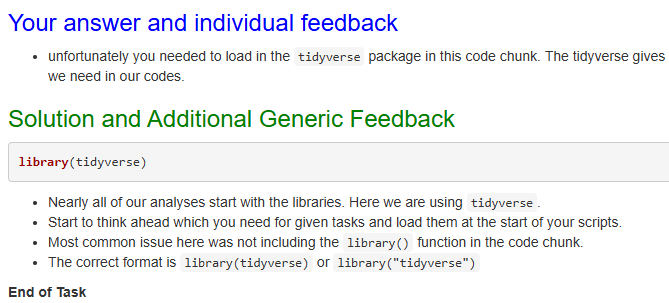 Your answer and individual feedback
unfortunately you needed to load in the tidyverse package in this code chunk. The tidyverse gives
we need in our codes.
Solution and Additional Generic Feedback
library(tidyverse)
Nearly all of our analyses start with the libraries. Here we are using tidyverse .
Start to think ahead which you need for given tasks and load them at the start of your scripts.
Most common issue here was not including the library() function in the code chunk.
The correct format is library(tidyverse) or library("tidyverse")
End of Task